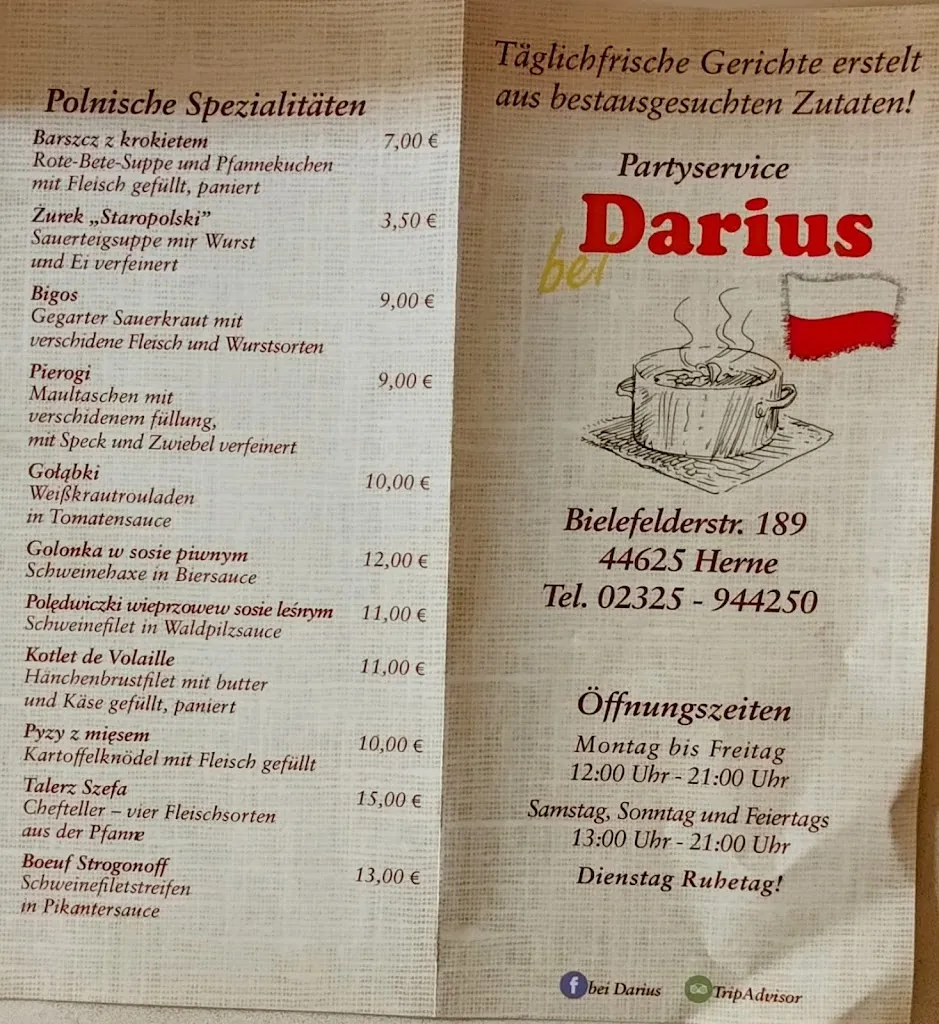 Polnische Spezialitäten
Barszcz z krokietem 7,00 €
Rote-Bete-Suppe und Pfannekuchen
mit Fleisch gefüllt, paniert
Żurek „Staropolski” 3,50 €
Sauerteigsuppe mir Wurst
und Ei verfeinert
Bigos 9,00 €
Gegarter Sauerkraut mit
verschidene Fleisch und Wurstsorten
Pierogi 9,00 €
Maultaschen mit
verschidenem füllung,
mit Speck und Zwiebel verfeinert
Gołąbki 10,00 €
Weißkrautrouladen
in Tomatensauce
Golonka w sosie piwnym 12,00 €
Schweinehaxe in Biersauce
Polędwiczki wieprzowew sosie leśnym 11,00 €
Schweinefilet in Waldpilzsauce
Kotlet de Volaille 11,00 €
Hänchenbrustfilet mit butter
und Käse gefüllt, paniert
Pyzy z mięsem 10,00 €
Kartoffelknödel mit Fleisch gefüllt
Talerz Szefa 15,00 €
Chefteller – vier Fleischsorten
aus der Pfanne
Boeuf Strogonoff 13,00 €
Schweinefiletstreifen
in Pikantersauce
Täglichfrische Gerichte erstelt
aus bestausgesuchten Zutaten!
Partyservice
bei Darius
Bielefelderstr. 189
44625 Herne
Tel. 02325 - 944250
Öffnungszeiten
Montag bis Freitag
12:00 Uhr - 21:00 Uhr
Samstag, Sonntag und Feiertags
13:00 Uhr - 21:00 Uhr
Dienstag Ruhetag!
f bei Darius TripAdvisor